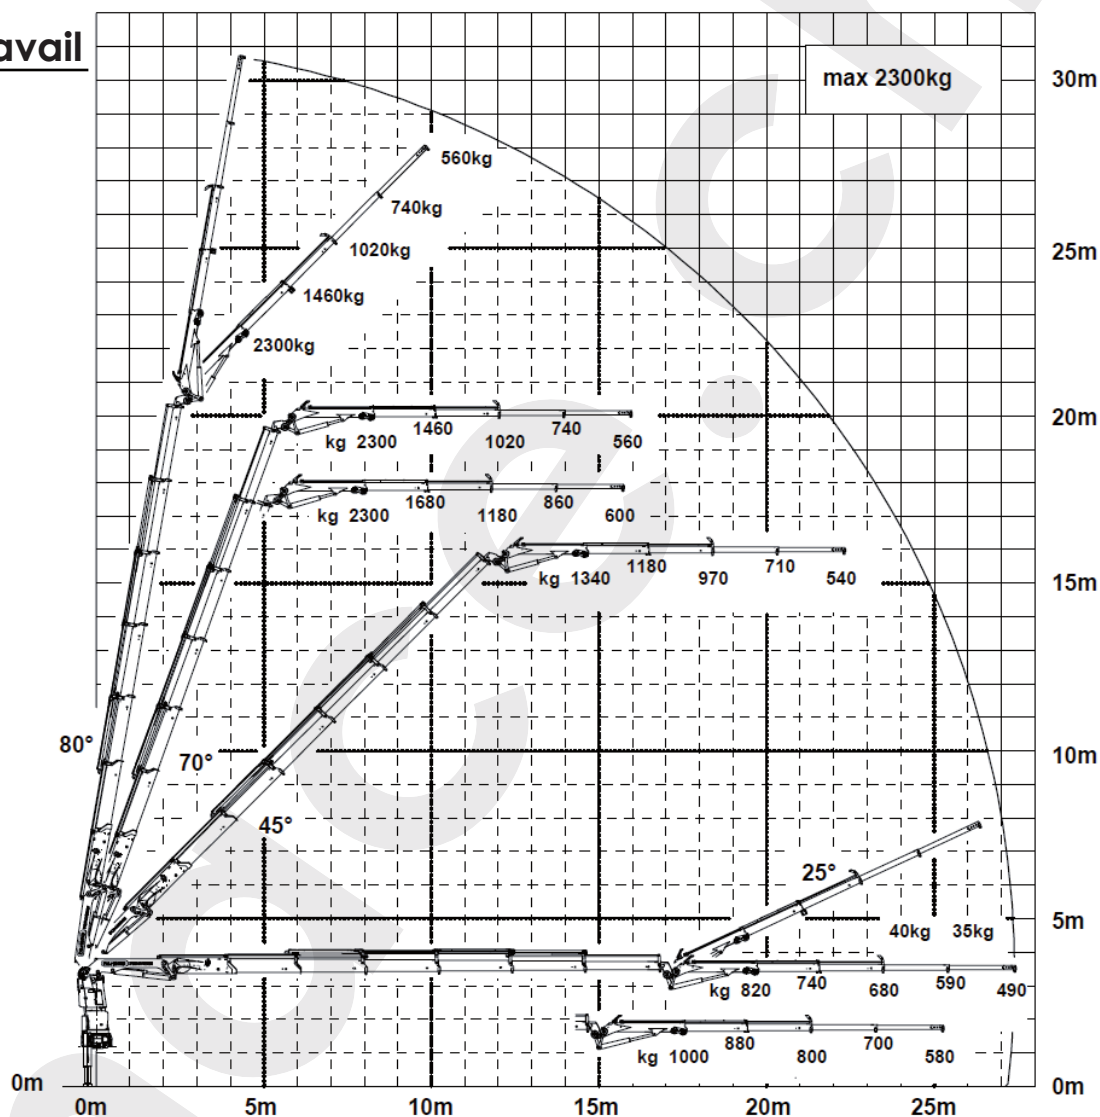 avail
max 2300kg
30m
560kg
740kg
1020kg
25m
1460kg
2300kg
20m
kg 2300 1460 1020 740 560
kg 2300 1680 1180 860 600
kg 1340 1180 970 710 540
15m
80°
70°
10m
45°
25°
40kg 35kg
5m
kg 820 740 680 590 490
kg 1000 880 800 700 580
0m
0m
0m 5m 10m 15m 20m 25m